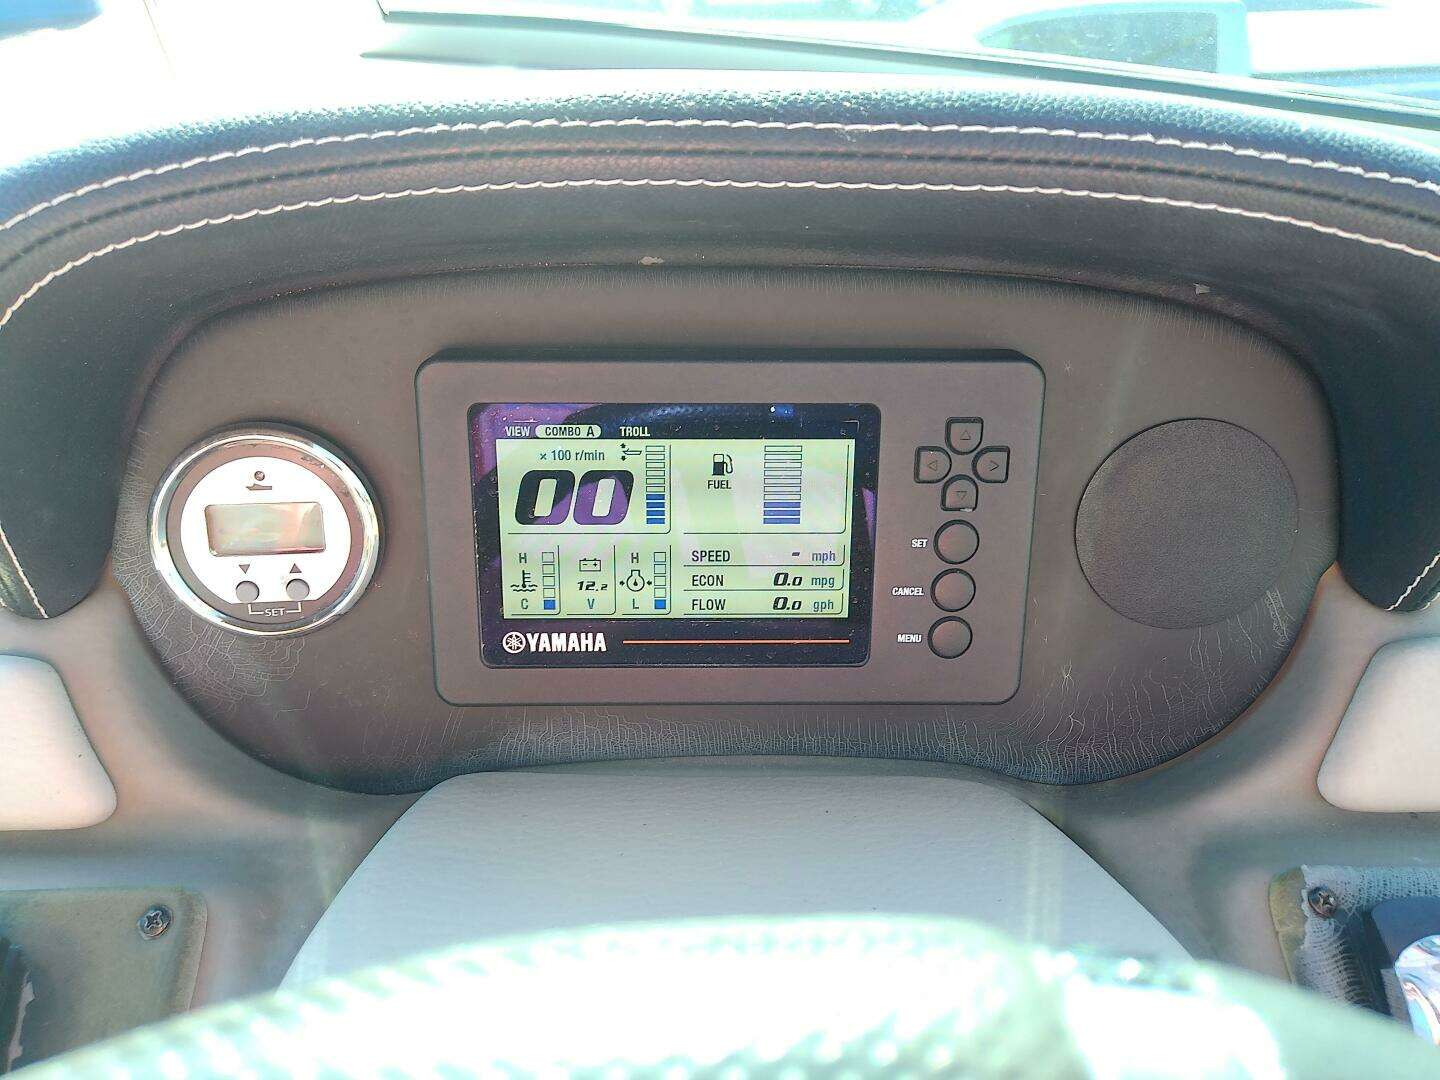 VIEW COMBO A TROLL
× 100 r/min
00
FUEL
H
C
12.2
V
H
L
SPEED - mph
ECON 0.0 mpg
FLOW 0.0 gph
YAMAHA
SET
CANCEL
MENU
SET